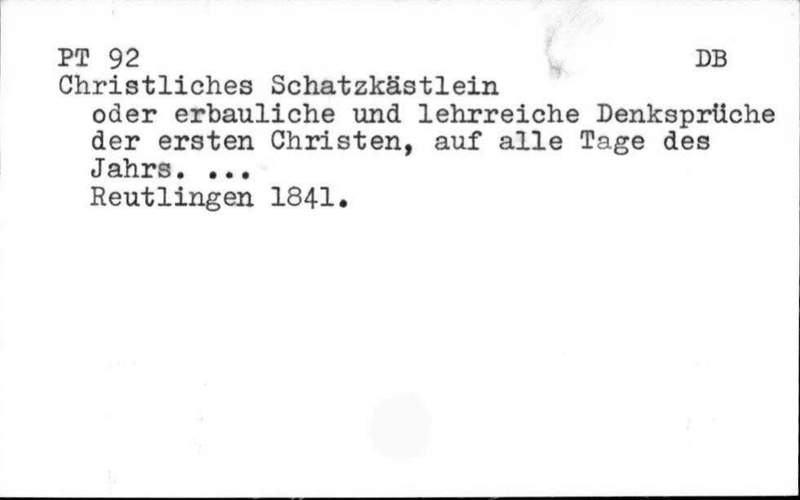 PT 92 DB
Christliches Schatzkästlein
oder erbauliche und lehrreiche Denksprüche
der ersten Christen, auf alle Tage des
Jahrs. ...
Reutlingen 1841.